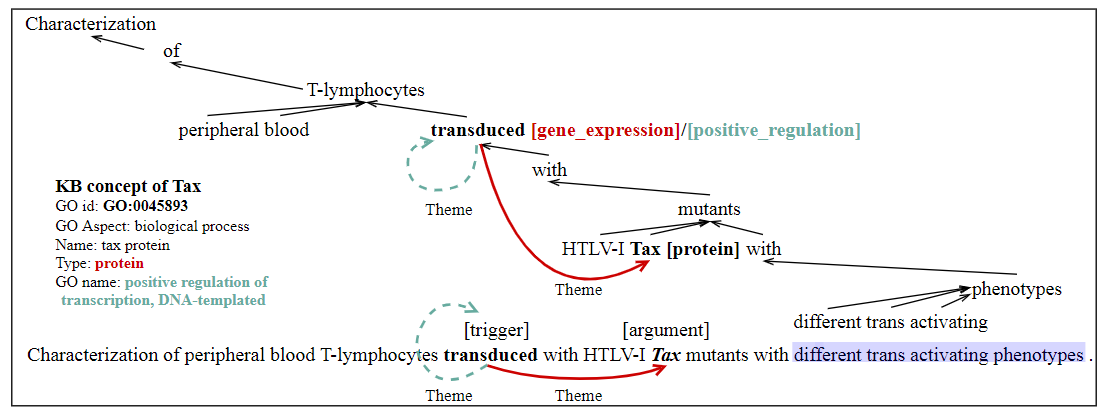 Characterization
of
T-lymphocytes
peripheral blood
transduced [gene_expression]/[positive_regulation]
with
Theme
mutants
HTLV-I Tax [protein] with
Theme
phenotypes
different trans activating
KB concept of Tax
GO id: GO:0045893
GO Aspect: biological process
Name: tax protein
Type: protein
GO name: positive regulation of
transcription, DNA-templated
[trigger] [argument]
Characterization of peripheral blood T-lymphocytes transduced with HTLV-I Tax mutants with different trans activating phenotypes .
Theme Theme